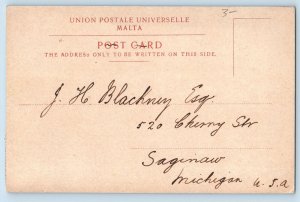 3-
UNION POSTALE UNIVERSELLE
MALTA
POST CARD
THE ADDRESS ONLY TO BE WRITTEN ON THIS SIDE.
J. H. Blackney Esq.
520 Cherry Str
Saginaw
Michigan U.S.A